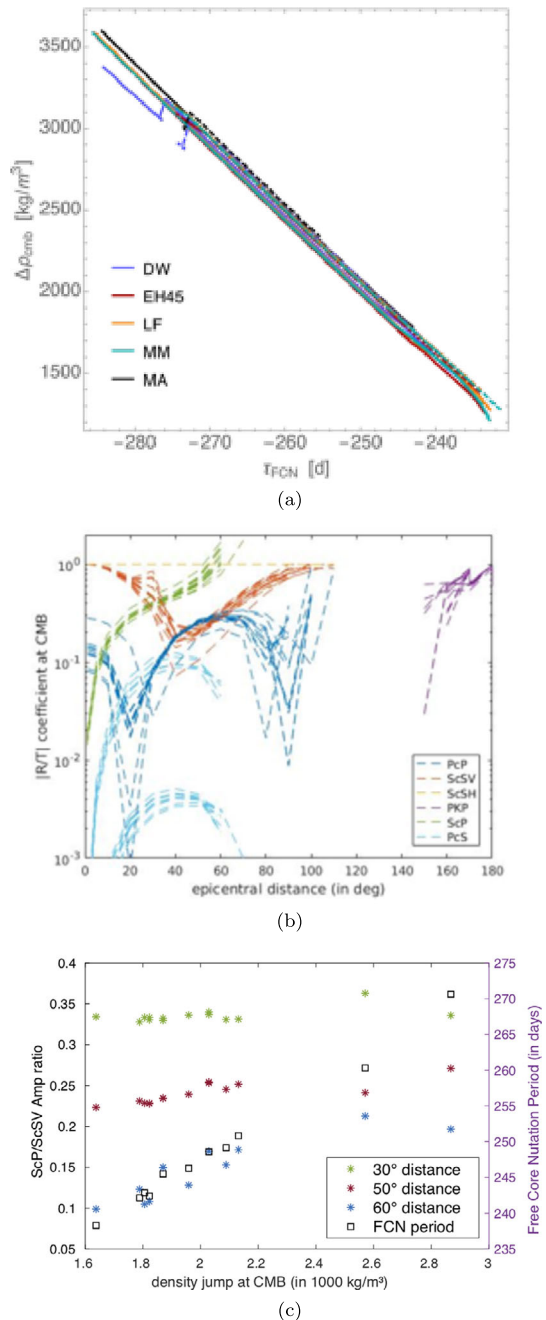 3500
3000
2500
2000
1500
Δρcmb [kg/m³]
DW
EH45
LF
MM
MA
−280 −270 −260 −250 −240
τFCN [d]
(a)
|R/T| coefficient at CMB
10⁰
10⁻¹
10⁻²
10⁻³
PcP
ScSV
ScSH
PKP
ScP
PcS
0 20 40 60 80 100 120 140 160 180
epicentral distance (in deg)
(b)
ScP/ScSV Amp ratio
0.4
0.35
0.3
0.25
0.2
0.15
0.1
0.05
275
270
265
260
255
250
245
240
235
Free Core Nutation Period (in days)
30° distance
50° distance
60° distance
FCN period
1.6 1.8 2 2.2 2.4 2.6 2.8 3
density jump at CMB (in 1000 kg/m³)
(c)